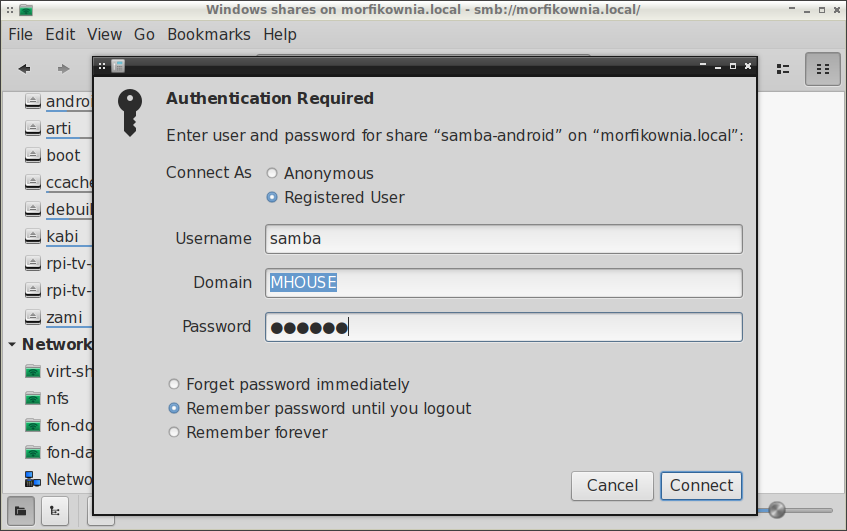 Windows shares on morfikownia.local - smb://morfikownia.local/
File Edit View Go Bookmarks Help
Authentication Required
Enter user and password for share “samba-android” on “morfikownia.local”:
Connect As
Anonymous
Registered User
Username
samba
Domain
MHOUSE
Password
●●●●●●
Forget password immediately
Remember password until you logout
Remember forever
Cancel
Connect
androi
arti
boot
ccache
debuil
kabi
rpi-tv-
rpi-tv-
zami
Network
virt-sh
nfs
fon-do
fon-da
Netwo